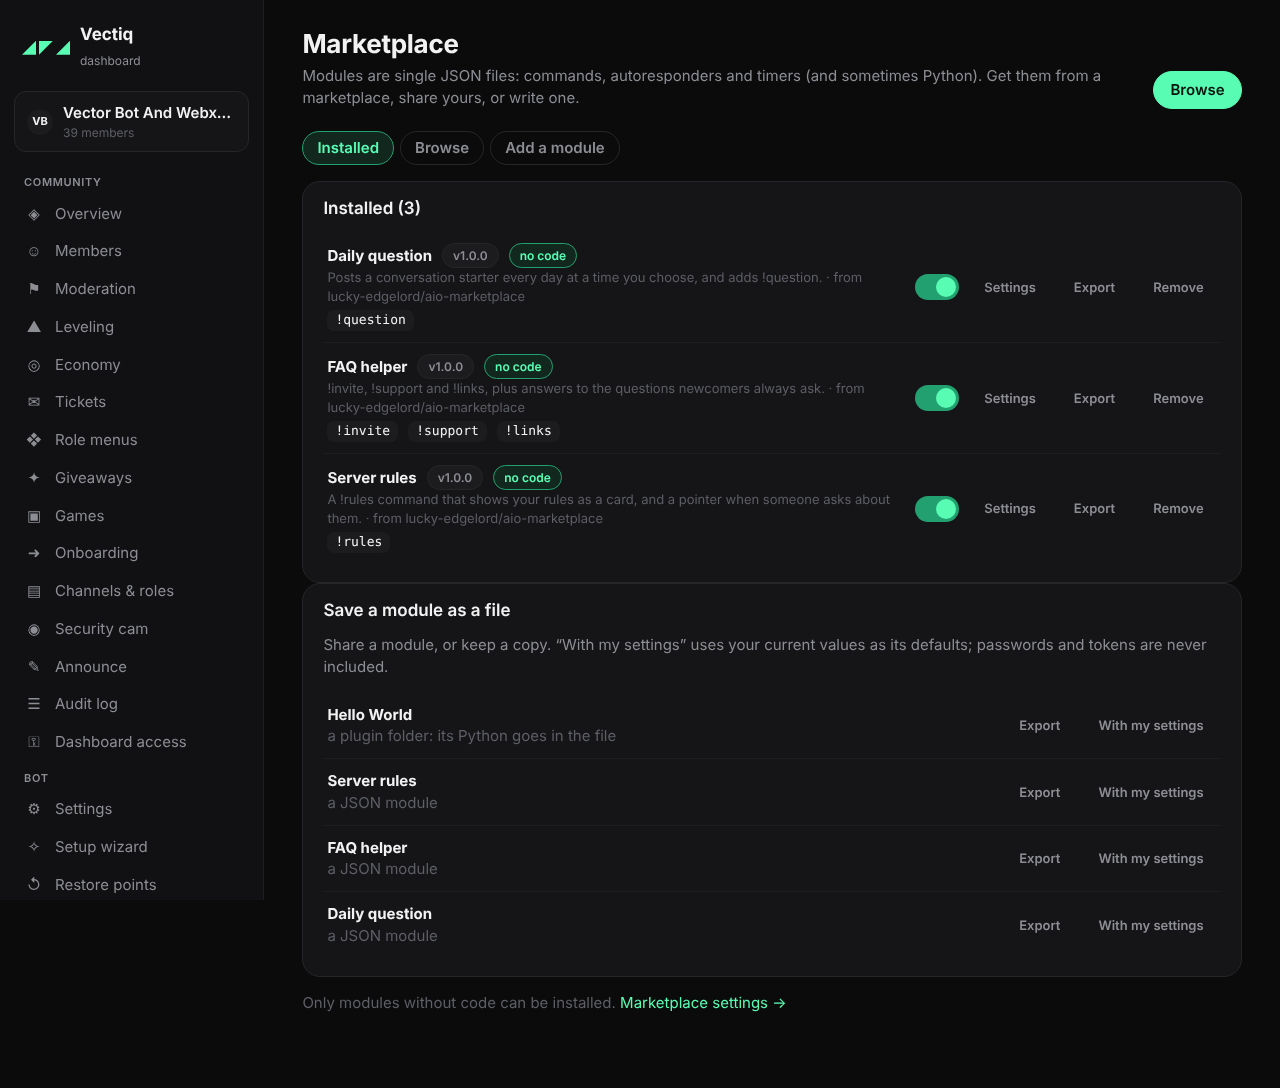 Vectiq
dashboard
VB
Vector Bot And Webx...
39 members
COMMUNITY
Overview
Members
Moderation
Leveling
Economy
Tickets
Role menus
Giveaways
Games
Onboarding
Channels & roles
Security cam
Announce
Audit log
Dashboard access
BOT
Settings
Setup wizard
Restore points
Marketplace
Modules are single JSON files: commands, autoresponders and timers (and sometimes Python). Get them from a
marketplace, share yours, or write one.
Browse
Installed Browse Add a module
Installed (3)
Daily question v1.0.0 no code
Posts a conversation starter every day at a time you choose, and adds !question. · from
lucky-edgelord/aio-marketplace
!question
Settings Export Remove
FAQ helper v1.0.0 no code
!invite, !support and !links, plus answers to the questions newcomers always ask. · from
lucky-edgelord/aio-marketplace
!invite !support !links
Settings Export Remove
Server rules v1.0.0 no code
A !rules command that shows your rules as a card, and a pointer when someone asks about
them. · from lucky-edgelord/aio-marketplace
!rules
Settings Export Remove
Save a module as a file
Share a module, or keep a copy. “With my settings” uses your current values as its defaults; passwords and tokens are never
included.
Hello World
a plugin folder: its Python goes in the file
Export With my settings
Server rules
a JSON module
Export With my settings
FAQ helper
a JSON module
Export With my settings
Daily question
a JSON module
Export With my settings
Only modules without code can be installed. Marketplace settings →